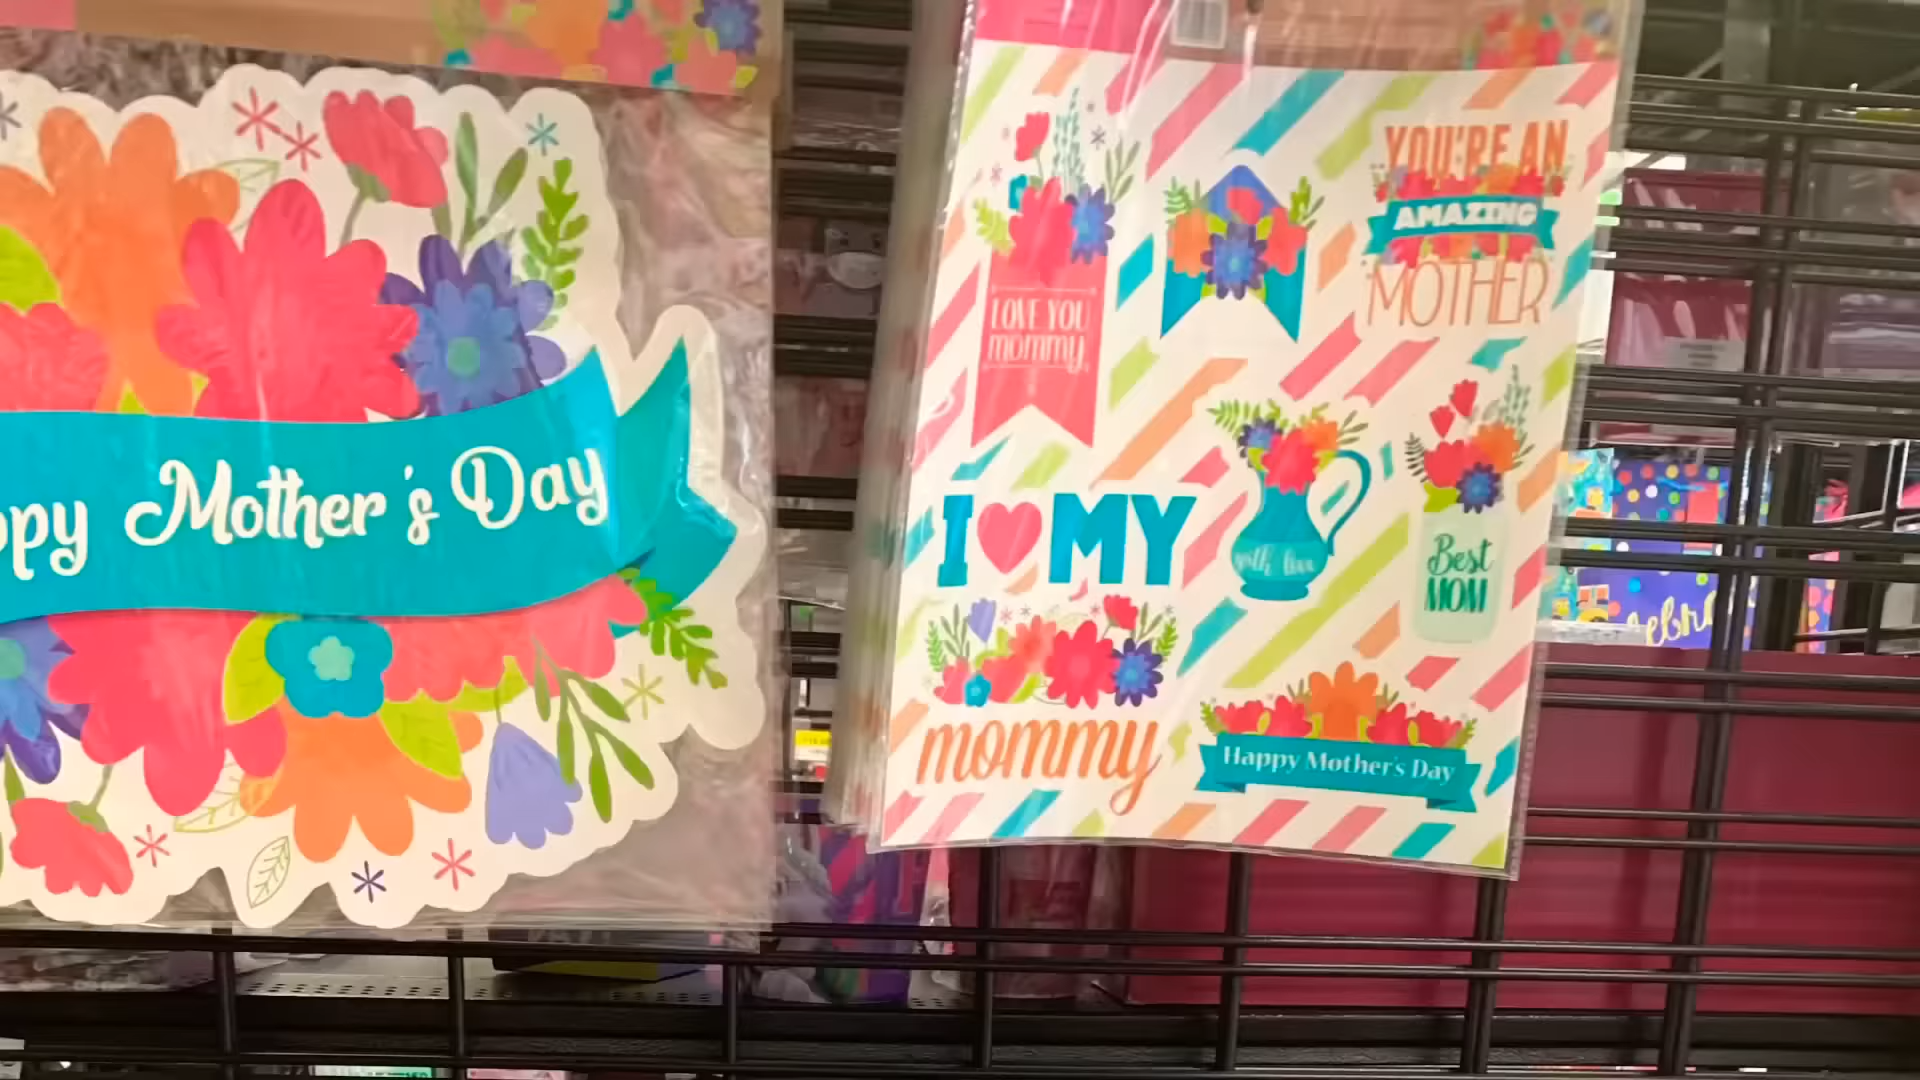 ppy Mother's Day
LOVE YOU
mommy
YOU'RE AN
AMAZING
MOTHER
I MY
mommy
with love
Best
MOM
Happy Mother's Day